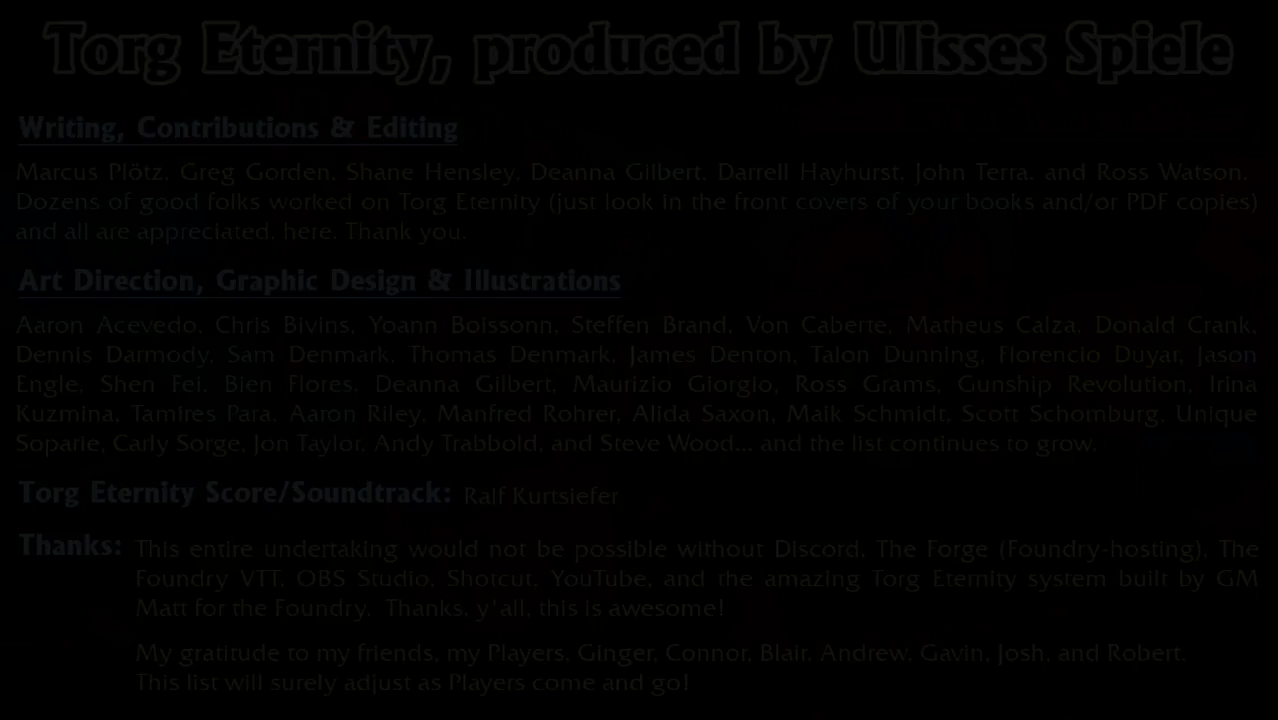 Torg Eternity, produced by Ulisses Spiele
Writing, Contributions & Editing
Marcus Plötz, Greg Gorden, Shane Hensley, Deanna Gilbert, Darrell Hayhurst, John Terra, and Ross Watson.
Dozens of good folks worked on Torg Eternity (just look in the front covers of your books and/or PDF copies)
and all are appreciated, here. Thank you.
Art Direction, Graphic Design & Illustrations
Aaron Acevedo, Chris Bivins, Yoann Boissonn, Steffen Brand, Von Caberte, Matheus Calza, Donald Crank,
Dennis Darmody, Sam Denmark, Thomas Denmark, James Denton, Talon Dunning, Florencio Duyar, Jason
Engle, Shen Fei, Bien Flores, Deanna Gilbert, Maurizio Giorgio, Ross Grams, Gunship Revolution, Irina
Kuzmina, Tamires Para, Aaron Riley, Manfred Rohrer, Alida Saxon, Maik Schmidt, Scott Schomburg, Unique
Soparie, Carly Sorge, Jon Taylor, Andy Trabbold, and Steve Wood... and the list continues to grow.
Torg Eternity Score/Soundtrack: Ralf Kurtsiefer
Thanks: This entire undertaking would not be possible without Discord, The Forge (Foundry-hosting), The
Foundry VTT, OBS Studio, Shotcut, YouTube, and the amazing Torg Eternity system built by GM
Matt for the Foundry. Thanks, y'all, this is awesome!
My gratitude to my friends, my Players, Ginger, Connor, Blair, Andrew, Gavin, Josh, and Robert.
This list will surely adjust as Players come and go!